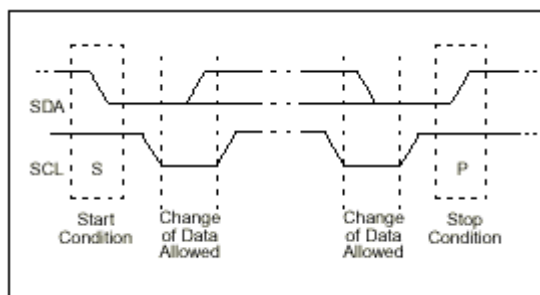 SDA
SCL
S
P
Start
Condition
Change
of Data
Allowed
Change
of Data
Allowed
Stop
Condition